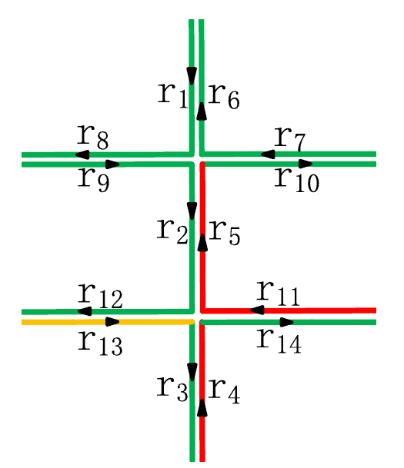 r₁ r₆
r₈ r₇
r₉ r₁₀
r₂ r₅
r₁₂ r₁₁
r₁₃ r₁₄
r₃ r₄